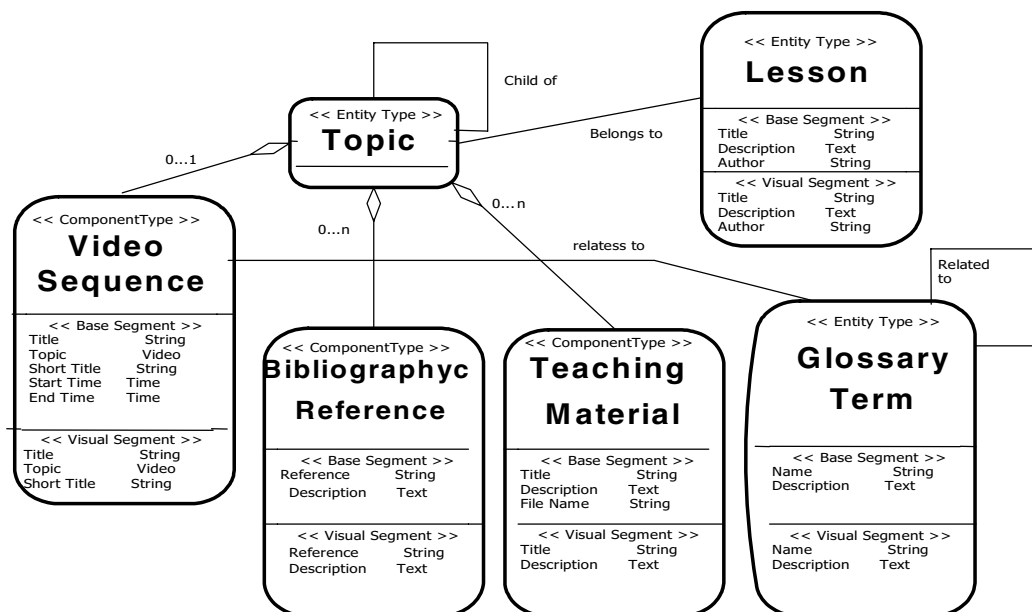 << Entity Type >>
Topic
Child of
Belongs to
0...1
0...n
0...n
relatess to
<< Entity Type >>
Lesson
<< Base Segment >>
Title String
Description Text
Author String
<< Visual Segment >>
Title String
Description Text
Author String
<< ComponentType >>
Video
Sequence
<< Base Segment >>
Title String
Topic Video
Short Title String
Start Time Time
End Time Time
<< Visual Segment >>
Title String
Topic Video
Short Title String
<< ComponentType >>
Bibliographyc
Reference
<< Base Segment >>
Reference String
Description Text
<< Visual Segment >>
Reference String
Description Text
<< ComponentType >>
Teaching
Material
<< Base Segment >>
Title String
Description Text
File Name String
<< Visual Segment >>
Title String
Description Text
Related
to
<< Entity Type >>
Glossary
Term
<< Base Segment >>
Name String
Description Text
<< Visual Segment >>
Name String
Description Text